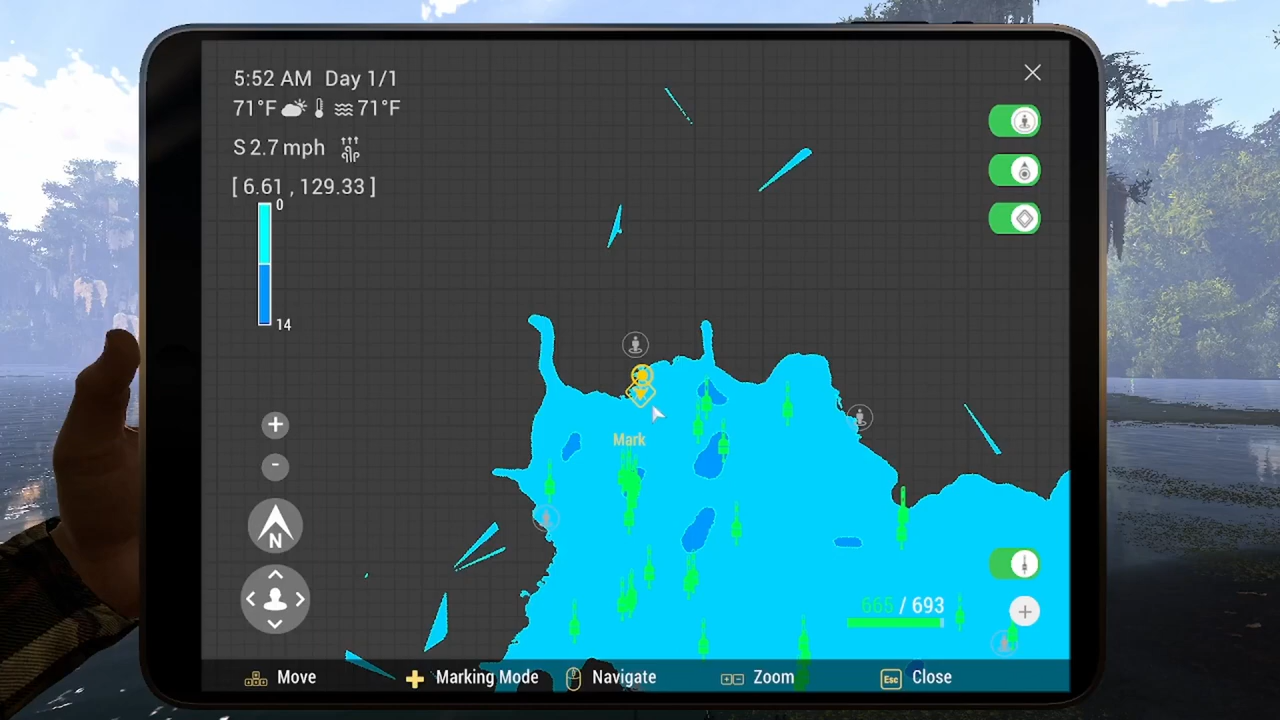 5:52 AM Day 1/1
71°F 71°F
S 2.7 mph
[ 6.61 , 129.33 ]
0
14
Mark
+
-
N
665 / 693
+
Move
Marking Mode
Navigate
Zoom
Esc Close